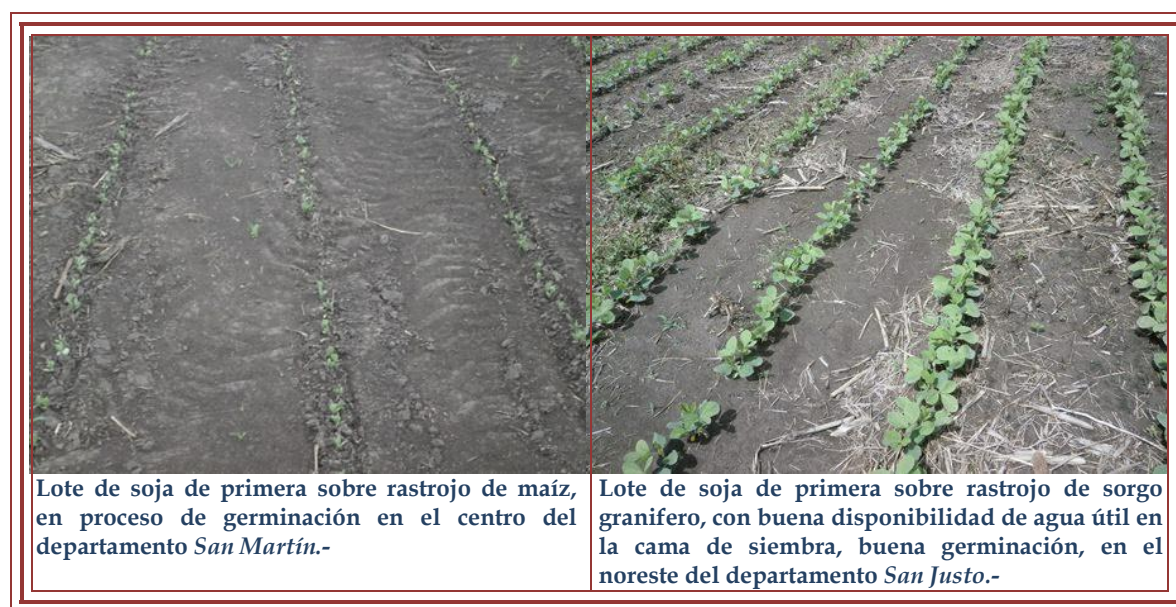 Lote de soja de primera sobre rastrojo de maíz,
en proceso de germinación en el centro del
departamento San Martín.-
Lote de soja de primera sobre rastrojo de sorgo
granifero, con buena disponibilidad de agua útil en
la cama de siembra, buena germinación, en el
noreste del departamento San Justo.-